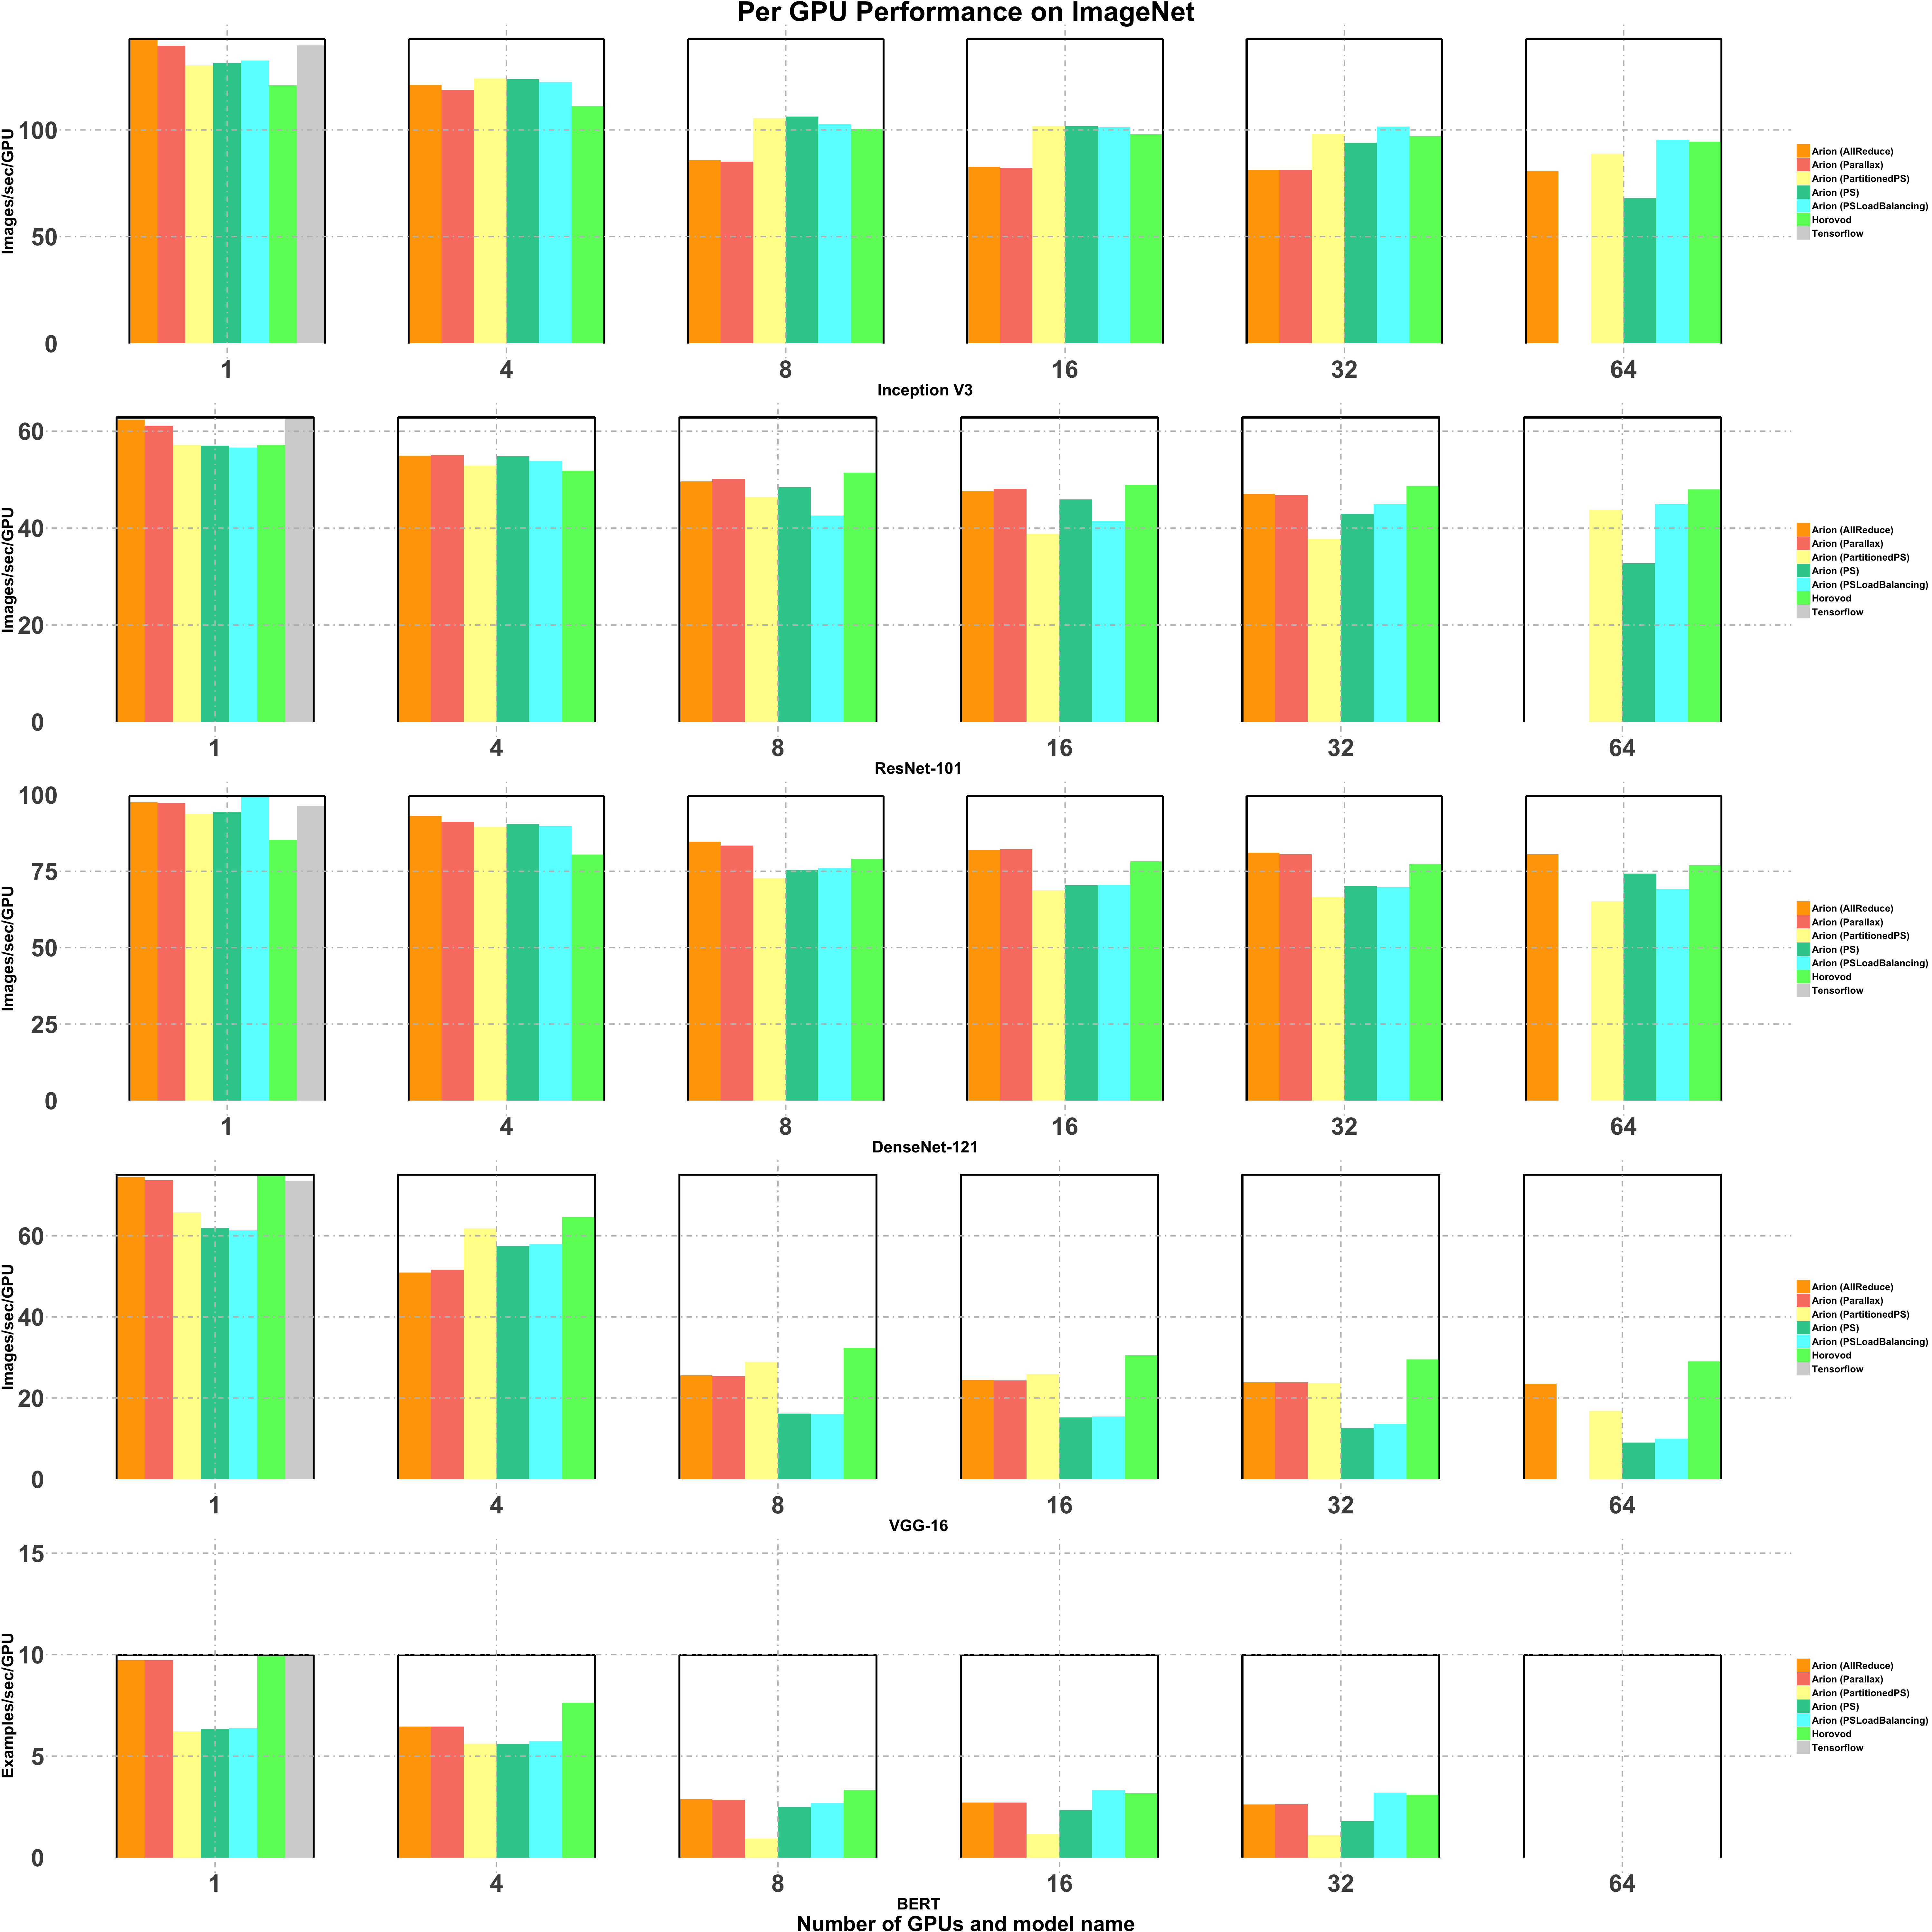 Per GPU Performance on ImageNet
Images/sec/GPU
100
50
0
1 4 8 16 32 64
Inception V3
Arion (AllReduce)
Arion (Parallax)
Arion (PartitionedPS)
Arion (PS)
Arion (PSLoadBalancing)
Horovod
Tensorflow
Images/sec/GPU
60
40
20
0
1 4 8 16 32 64
ResNet-101
Arion (AllReduce)
Arion (Parallax)
Arion (PartitionedPS)
Arion (PS)
Arion (PSLoadBalancing)
Horovod
Tensorflow
Images/sec/GPU
100
75
50
25
0
1 4 8 16 32 64
DenseNet-121
Arion (AllReduce)
Arion (Parallax)
Arion (PartitionedPS)
Arion (PS)
Arion (PSLoadBalancing)
Horovod
Tensorflow
Images/sec/GPU
60
40
20
0
1 4 8 16 32 64
VGG-16
Arion (AllReduce)
Arion (Parallax)
Arion (PartitionedPS)
Arion (PS)
Arion (PSLoadBalancing)
Horovod
Tensorflow
Examples/sec/GPU
15
10
5
0
1 4 8 16 32 64
BERT
Arion (AllReduce)
Arion (Parallax)
Arion (PartitionedPS)
Arion (PS)
Arion (PSLoadBalancing)
Horovod
Tensorflow
Number of GPUs and model name